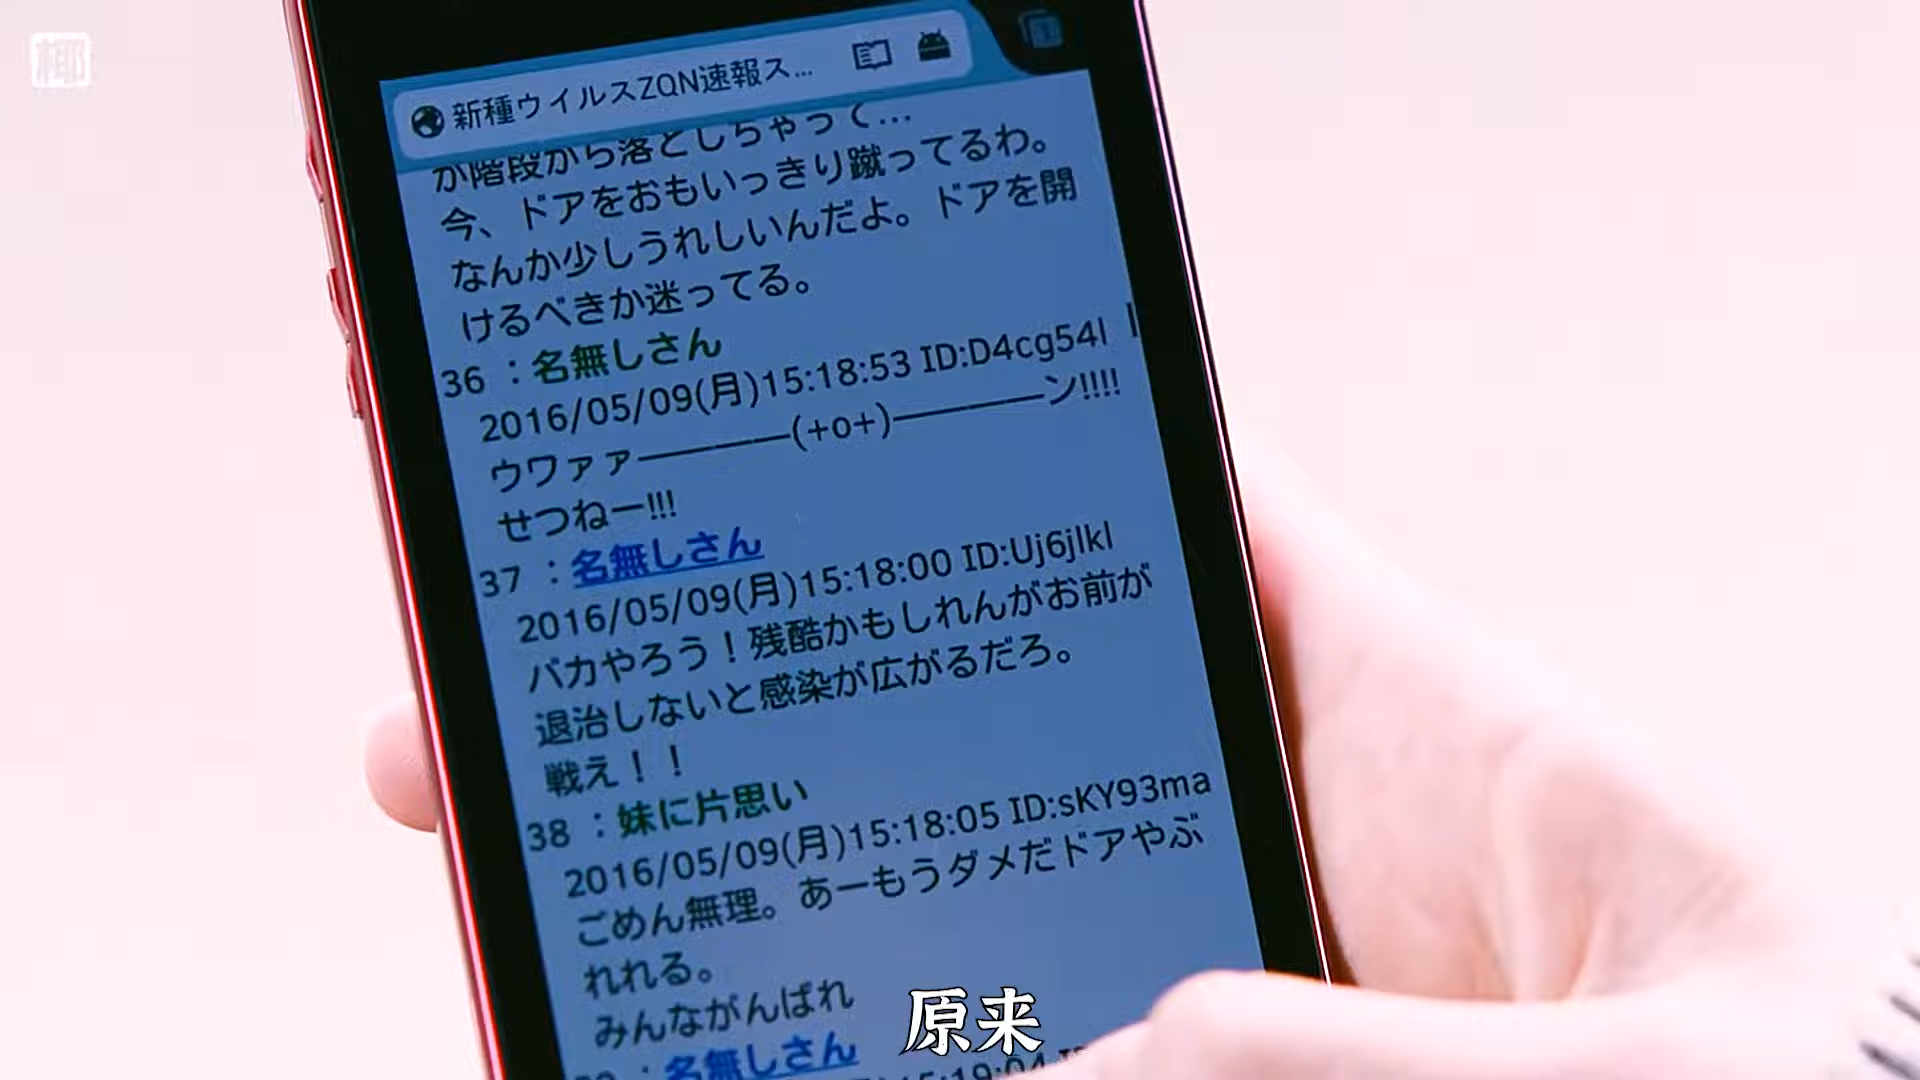 椰
新種ウイルスZQN速報ス…
が階段から落としちゃって…
今、ドアをおもいっきり蹴ってるわ。
なんか少しうれしいんだよ。ドアを開
けるべきか迷ってる。
36 ：名無しさん
2016/05/09(月)15:18:53 ID:D4cg54l
ウワァァ――――(+o+)――――ン!!!!
せつねー!!!
37 ：名無しさん
2016/05/09(月)15:18:00 ID:Uj6jlkl
バカやろう！残酷かもしれんがお前が
退治しないと感染が広がるだろ。
戦え！！
38 ：妹に片思い
2016/05/09(月)15:18:05 ID:sKY93ma
ごめん無理。あーもうダメだドアやぶ
れれる。
みんながんばれ
：名無しさん
15:19:04
原来